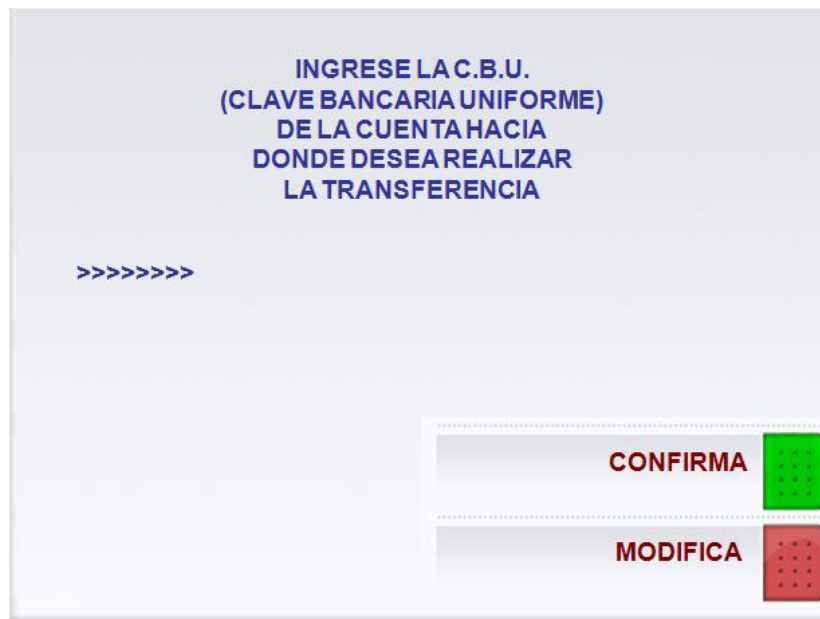 INGRESE LA C.B.U.
(CLAVE BANCARIA UNIFORME)
DE LA CUENTA HACIA
DONDE DESEA REALIZAR
LA TRANSFERENCIA
>>>>>>>>
CONFIRMA
MODIFICA